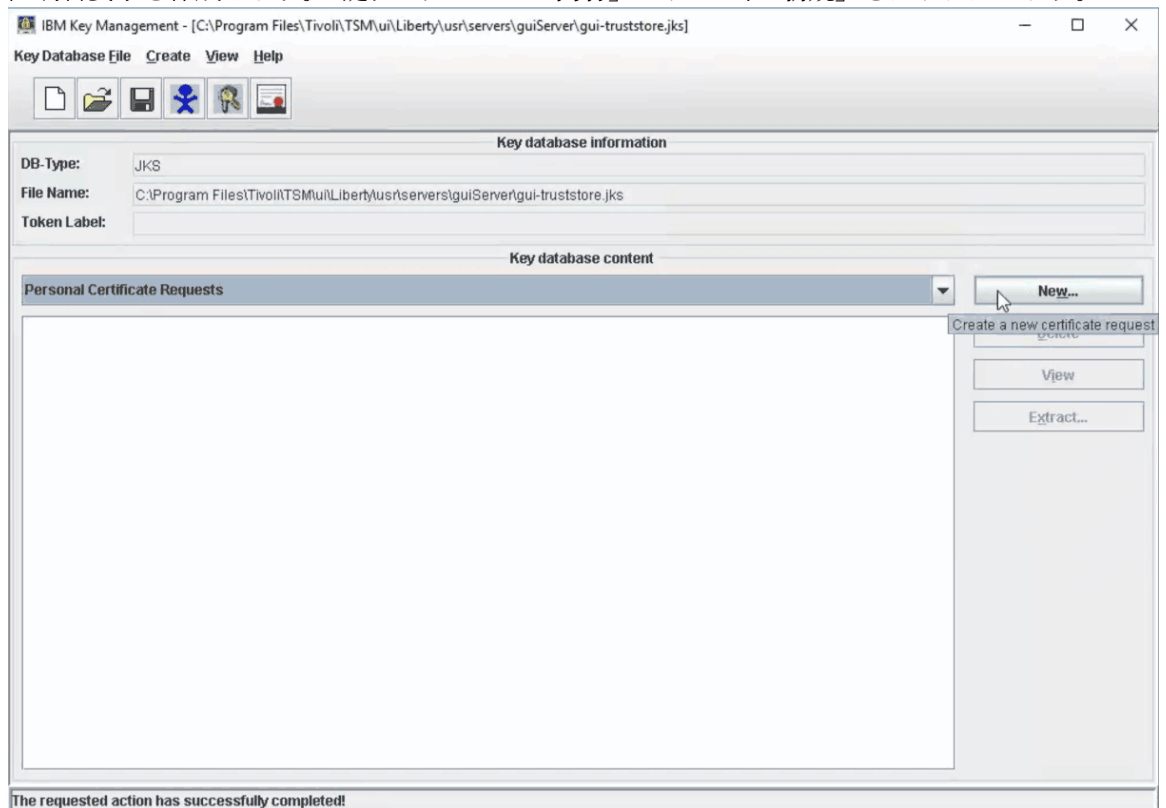 IBM Key Management - [C:\Program Files\Tivoli\TSM\ui\Liberty\usr\servers\guiServer\gui-truststore.jks]
Key Database File Create View Help
Key database information
DB-Type:
JKS
File Name:
C:\Program Files\Tivoli\TSM\ui\Liberty\usr\servers\guiServer\gui-truststore.jks
Token Label:
Key database content
Personal Certificate Requests
New...
Create a new certificate request
Delete
View
Extract...
The requested action has successfully completed!